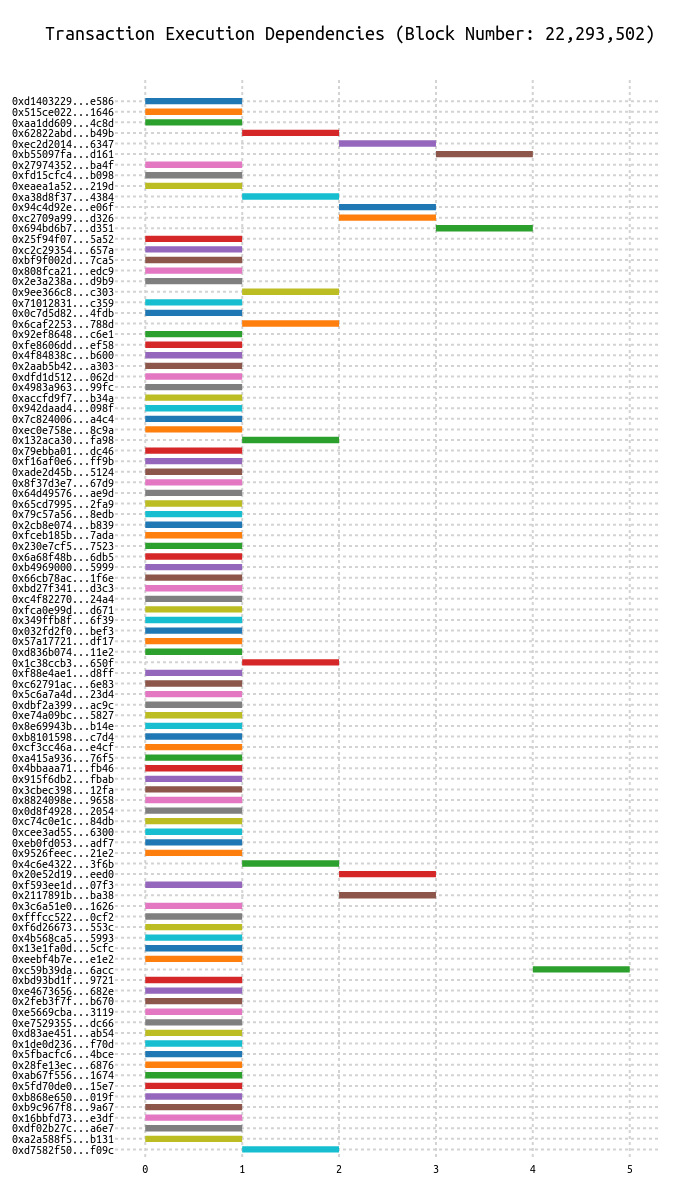 Transaction Execution Dependencies (Block Number: 22,293,502)
0xd1403229...e586
0x515ce022...1646
0xaa1dd609...4c8d
0x62822abd...b49b
0xec2d2014...6347
0xb55097fa...d161
0x27974352...ba4f
0xfd15cfc4...b098
0xeaea1a52...219d
0xa38d8f37...4384
0x94c4d92e...e06f
0xc2709a99...d326
0x694bd6b7...d351
0x25f94f07...5a52
0xc2c29354...657a
0xbf9f002d...7ca5
0x808fca21...edc9
0x2e3a238a...d9b9
0x9ee366c8...c303
0x71012831...c359
0x0c7d5d82...4fdb
0x6caf2253...788d
0x92ef8648...c6e1
0xfe8606dd...ef58
0x4f84838c...b600
0x2aab5b42...a303
0xdfd1d512...062d
0x4983a963...99fc
0xaccfd9f7...b34a
0x942daad4...098f
0x7c824006...a4c4
0xec0e758e...8c9a
0x132aca30...fa98
0x79ebba01...dc46
0xf16af0e6...ff9b
0xade2d45b...5124
0x8f37d3e7...67d9
0x64d49576...ae9d
0x65cd7995...2fa9
0x79c57a56...8edb
0x2cb8e074...b839
0xfceb185b...7ada
0x230e7cf5...7523
0x6a68f48b...6db5
0xb4969000...5999
0x66cb78ac...1f6e
0xbd27f341...d3c3
0xc4f82270...24a4
0xfca0e99d...d671
0x349ffb8f...6f39
0x032fd2f0...bef3
0x57a17721...df17
0xd836b074...11e2
0x1c38ccb3...650f
0xf88e4ae1...d8ff
0xc62791ac...6e83
0x5c6a7a4d...23d4
0xdbf2a399...ac9c
0xe74a09bc...5827
0x8e69943b...b14e
0xb8101598...c7d4
0xcf3cc46a...e4cf
0xa415a936...76f5
0x4bbaaa71...fb46
0x915f6db2...fbab
0x3cbec398...12fa
0x8824098e...9658
0x0d8f4928...2054
0xc74c0e1c...84db
0xcee3ad55...6300
0xeb0fd053...adf7
0x9526feec...21e2
0x4c6e4322...3f6b
0x20e52d19...eed0
0xf593ee1d...07f3
0x2117891b...ba38
0x3c6a51e0...1626
0xfffcc522...0cf2
0xf6d26673...553c
0x4b568ca5...5993
0x13e1fa0d...5cfc
0xeebf4b7e...e1e2
0xc59b39da...6acc
0xbd93bd1f...9721
0xe4673656...682e
0x2feb3f7f...b670
0xe5669cba...3119
0xe7529355...dc66
0xd83ae451...ab54
0x1de0d236...f70d
0x5fbacfc6...4bce
0x28fe13ec...6876
0xab67f556...1674
0x5fd70de0...15e7
0xb868e650...019f
0xb9c967f8...9a67
0x16bbfd73...e3df
0xdf02b27c...a6e7
0xa2a588f5...b131
0xd7582f50...f09c
0 1 2 3 4 5